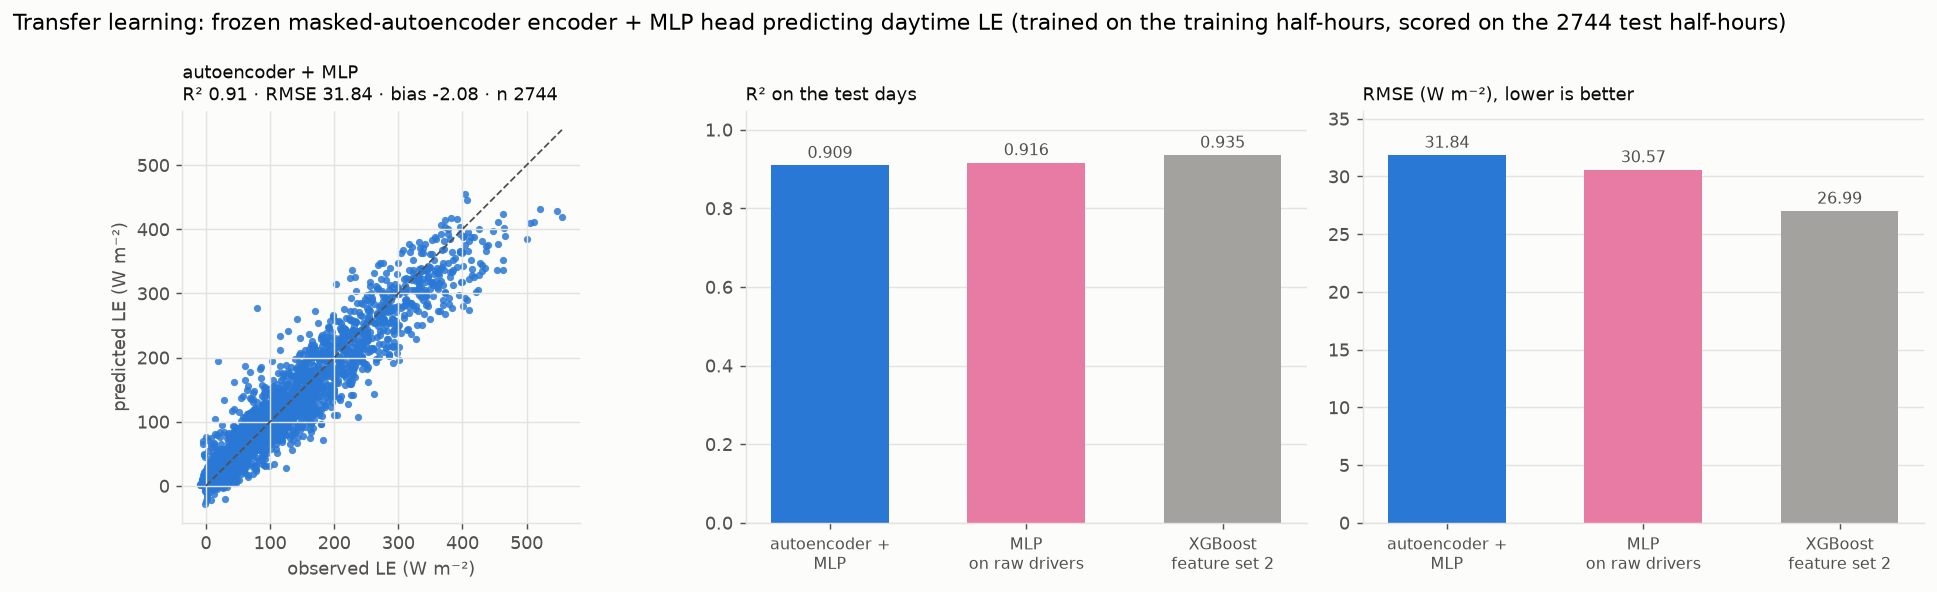 Transfer learning: frozen masked-autoencoder encoder + MLP head predicting daytime LE (trained on the training half-hours, scored on the 2744 test half-hours)
autoencoder + MLP
R² 0.91 · RMSE 31.84 · bias -2.08 · n 2744
predicted LE (W m⁻²)
500
400
300
200
100
0
0 100 200 300 400 500
observed LE (W m⁻²)
R² on the test days
1.0
0.8
0.6
0.4
0.2
0.0
0.909 0.916 0.935
autoencoder +
MLP
MLP
on raw drivers
XGBoost
feature set 2
RMSE (W m⁻²), lower is better
35
30
25
20
15
10
5
0
31.84 30.57 26.99
autoencoder +
MLP
MLP
on raw drivers
XGBoost
feature set 2